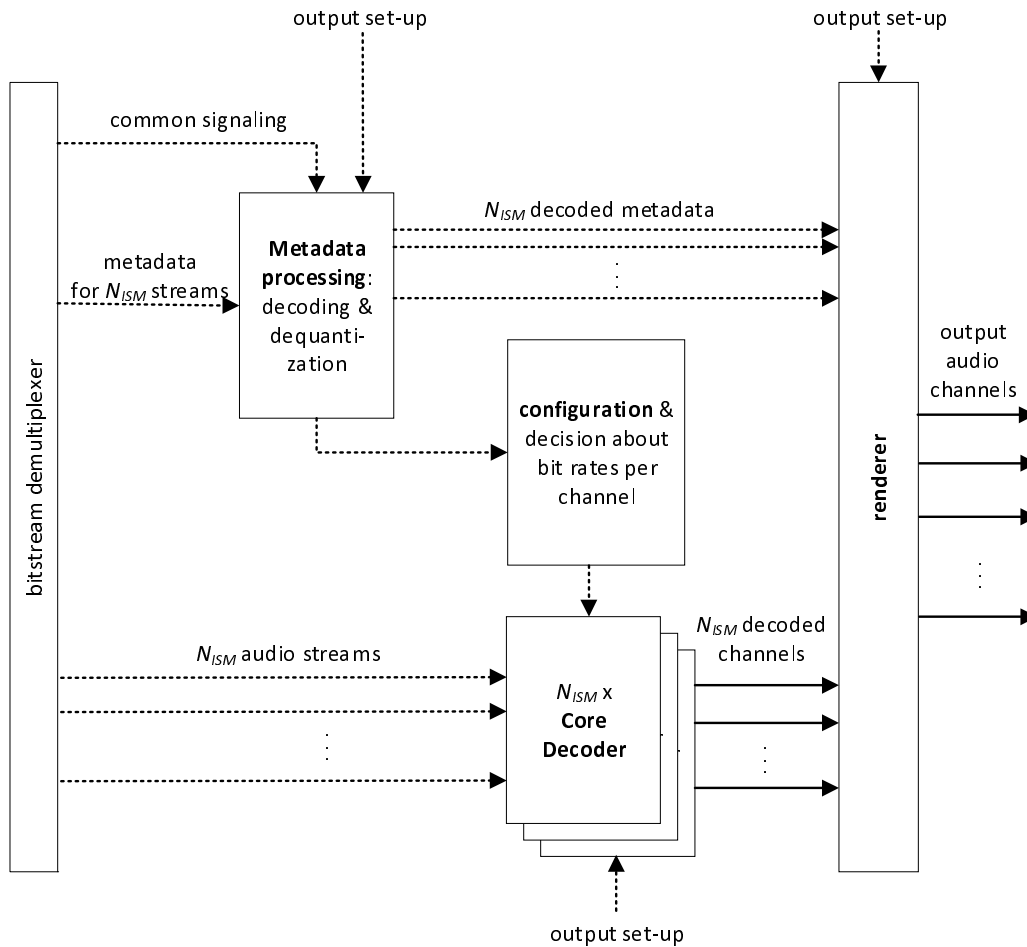 output set-up
output set-up
common signaling
N_ISM decoded metadata
metadata
for N_ISM streams
Metadata
processing:
decoding &
dequanti-
zation
output
audio
channels
configuration &
decision about
bit rates per
channel
bitstream demultiplexer
renderer
N_ISM audio streams
N_ISM decoded
channels
N_ISM x
Core
Decoder
output set-up